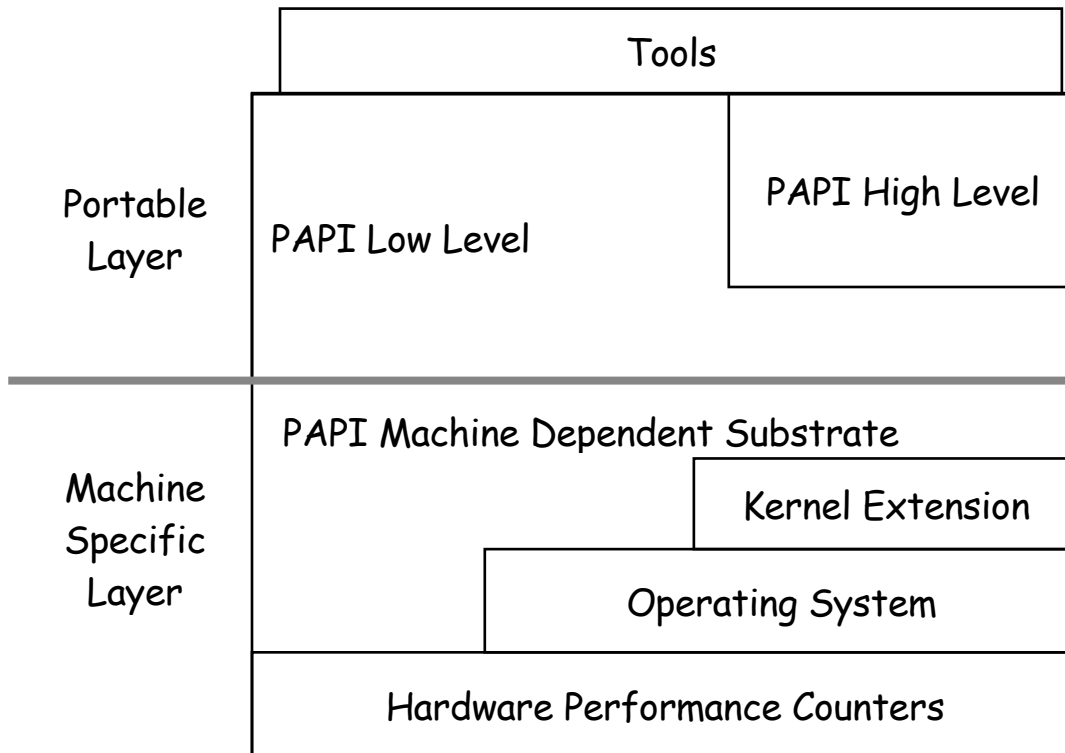 Tools
PAPI High Level
Portable
Layer
PAPI Low Level
PAPI Machine Dependent Substrate
Machine
Specific
Layer
Kernel Extension
Operating System
Hardware Performance Counters